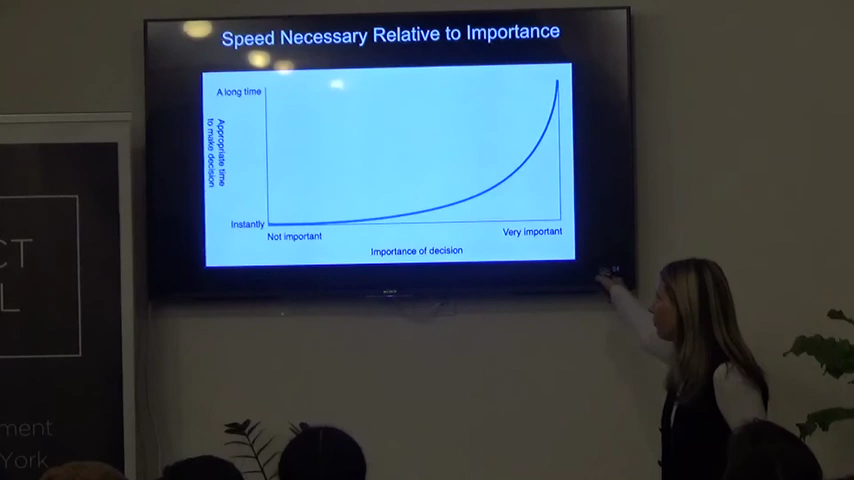 Speed Necessary Relative to Importance
A long time
Appropriate time
to make decision
Instantly
Not important
Very important
Importance of decision
SONY
CT
L
ment
York